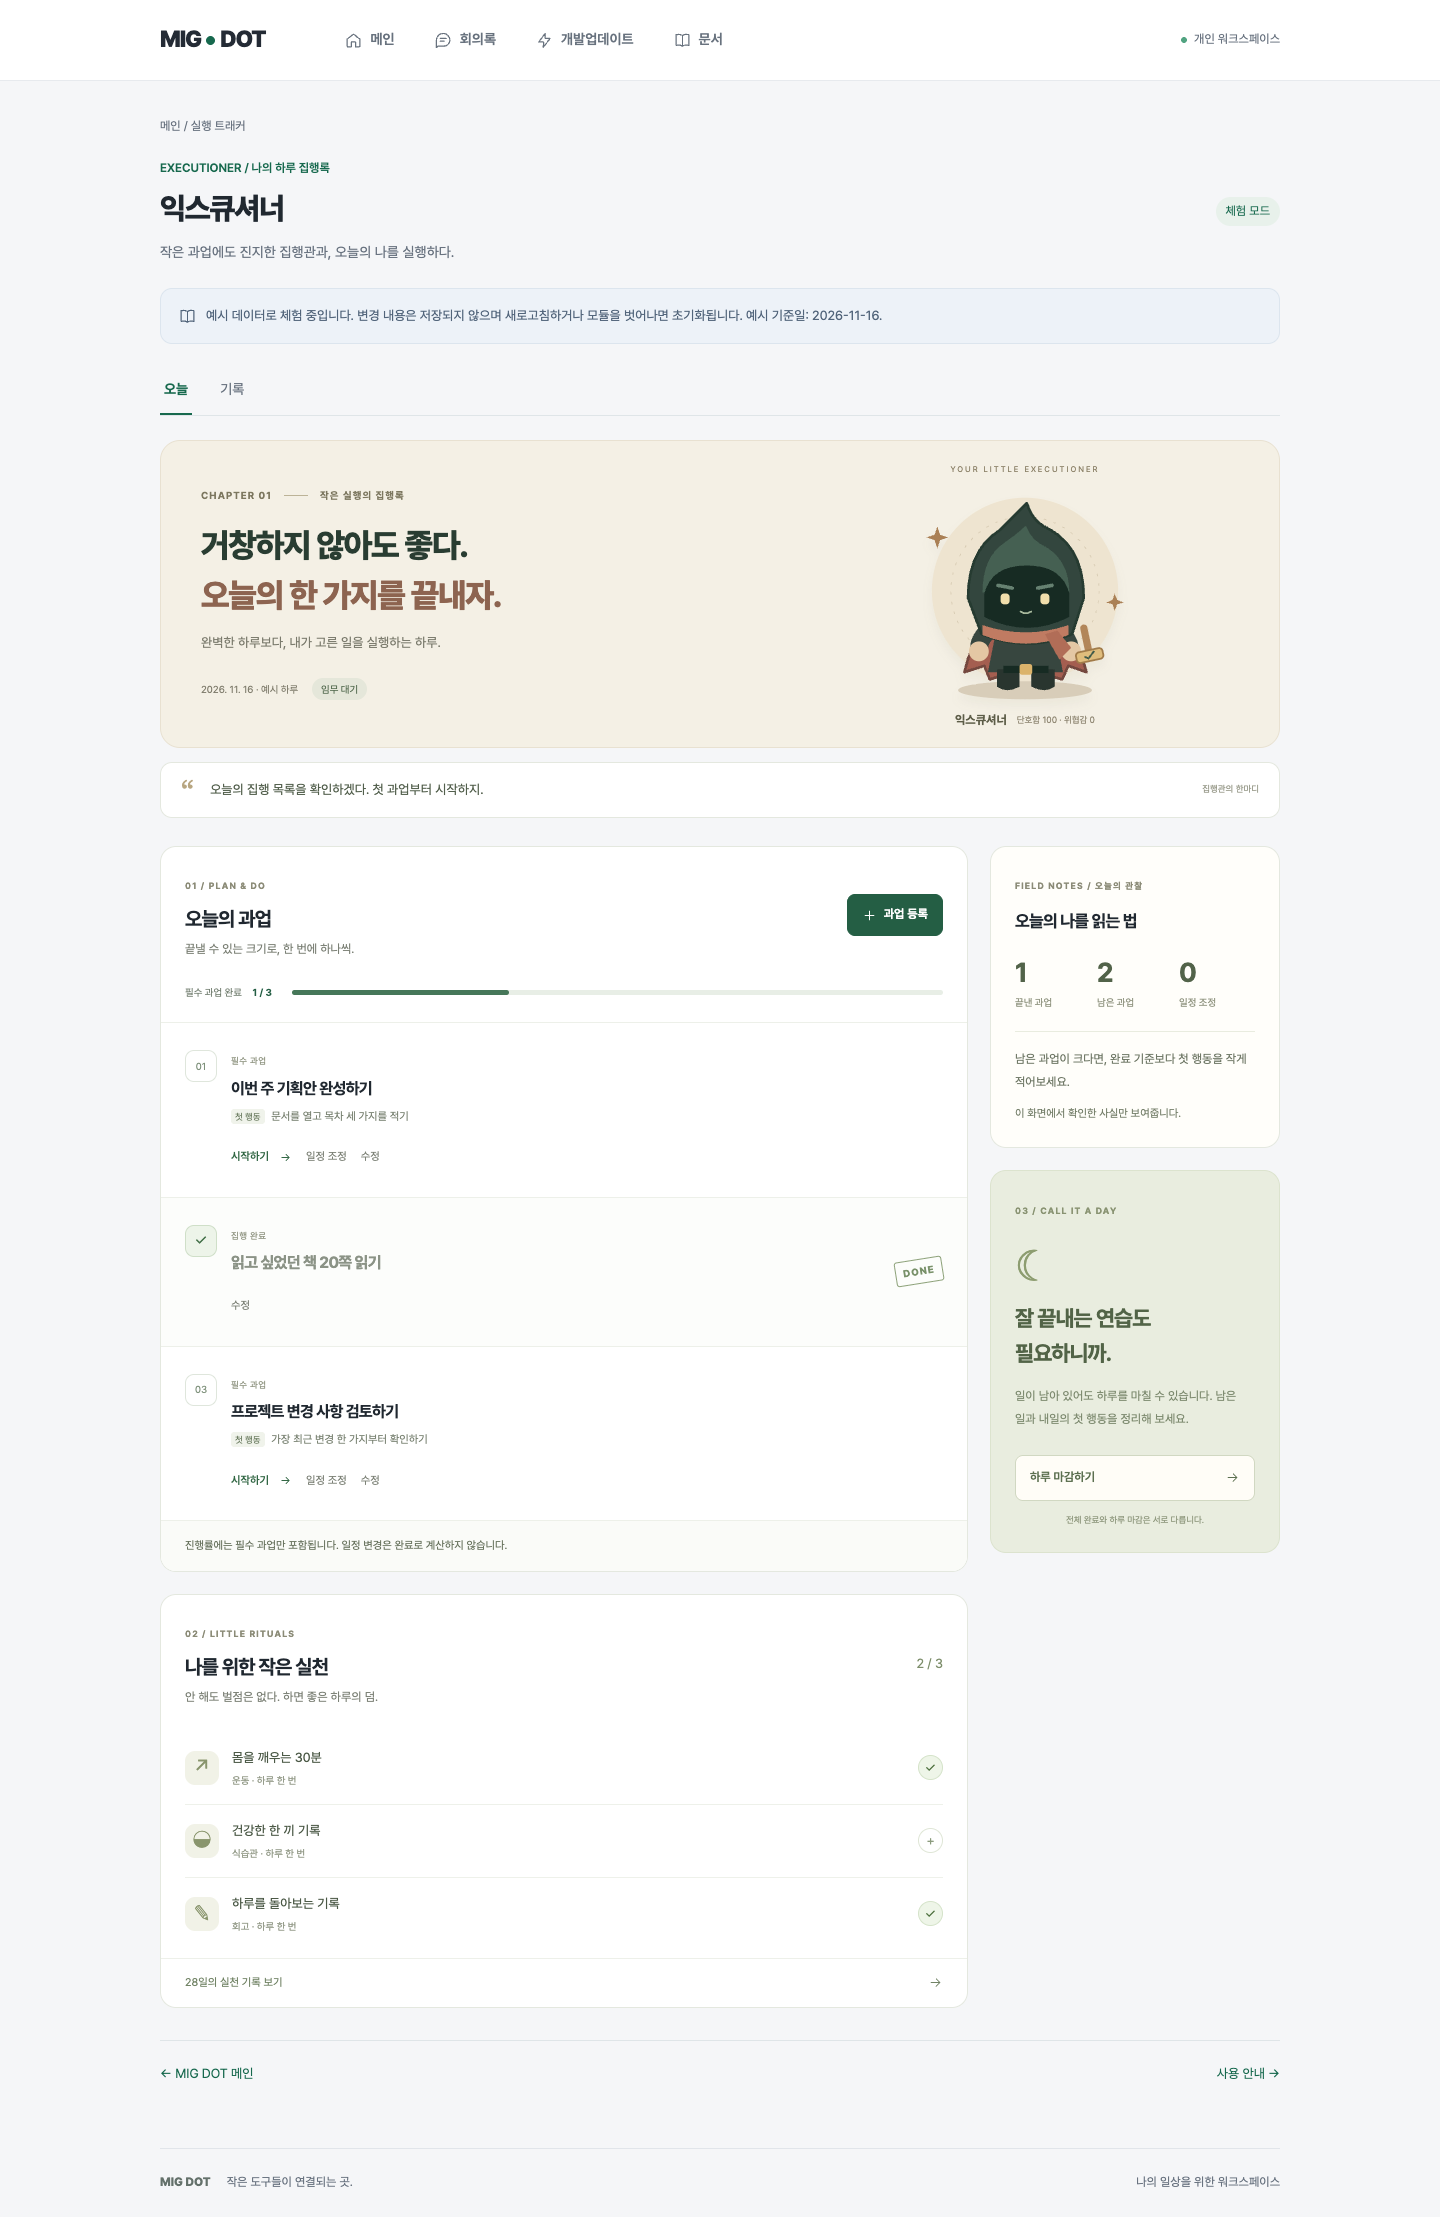 MIG DOT
메인
회의록
개발업데이트
문서
개인 워크스페이스
메인 / 실행 트래커
EXECUTIONER / 나의 하루 집행록
익스큐셔너
체험 모드
작은 과업에도 진지한 집행관과, 오늘의 나를 실행하다.
예시 데이터로 체험 중입니다. 변경 내용은 저장되지 않으며 새로고침하거나 모듈을 벗어나면 초기화됩니다. 예시 기준일: 2026-11-16.
오늘
기록
CHAPTER 01
작은 실행의 집행록
거창하지 않아도 좋다.
오늘의 한 가지를 끝내자.
완벽한 하루보다, 내가 고른 일을 실행하는 하루.
2026. 11. 16 · 예시 하루
임무 대기
YOUR LITTLE EXECUTIONER
익스큐셔너
단호함 100 · 위협감 0
“ 오늘의 집행 목록을 확인하겠다. 첫 과업부터 시작하지.
집행관의 한마디
01 / PLAN & DO
오늘의 과업
끝낼 수 있는 크기로, 한 번에 하나씩.
+ 과업 등록
필수 과업 완료 1 / 3
01
필수 과업
이번 주 기획안 완성하기
첫 행동 문서를 열고 목차 세 가지를 적기
시작하기 → 일정 조정 수정
집행 완료
읽고 싶었던 책 20쪽 읽기
수정
DONE
03
필수 과업
프로젝트 변경 사항 검토하기
첫 행동 가장 최근 변경 한 가지부터 확인하기
시작하기 → 일정 조정 수정
진행률에는 필수 과업만 포함됩니다. 일정 변경은 완료로 계산하지 않습니다.
FIELD NOTES / 오늘의 관찰
오늘의 나를 읽는 법
1 2 0
끝낸 과업 남은 과업 일정 조정
남은 과업이 크다면, 완료 기준보다 첫 행동을 작게
적어보세요.
이 화면에서 확인한 사실만 보여줍니다.
03 / CALL IT A DAY
잘 끝내는 연습도
필요하니까.
일이 남아 있어도 하루를 마칠 수 있습니다. 남은
일과 내일의 첫 행동을 정리해 보세요.
하루 마감하기 →
전체 완료와 하루 마감은 서로 다릅니다.
02 / LITTLE RITUALS
나를 위한 작은 실천
2 / 3
안 해도 벌점은 없다. 하면 좋은 하루의 덤.
몸을 깨우는 30분
운동 · 하루 한 번
건강한 한 끼 기록
식습관 · 하루 한 번
+
하루를 돌아보는 기록
회고 · 하루 한 번
28일의 실천 기록 보기 →
← MIG DOT 메인
사용 안내 →
MIG DOT 작은 도구들이 연결되는 곳.
나의 일상을 위한 워크스페이스